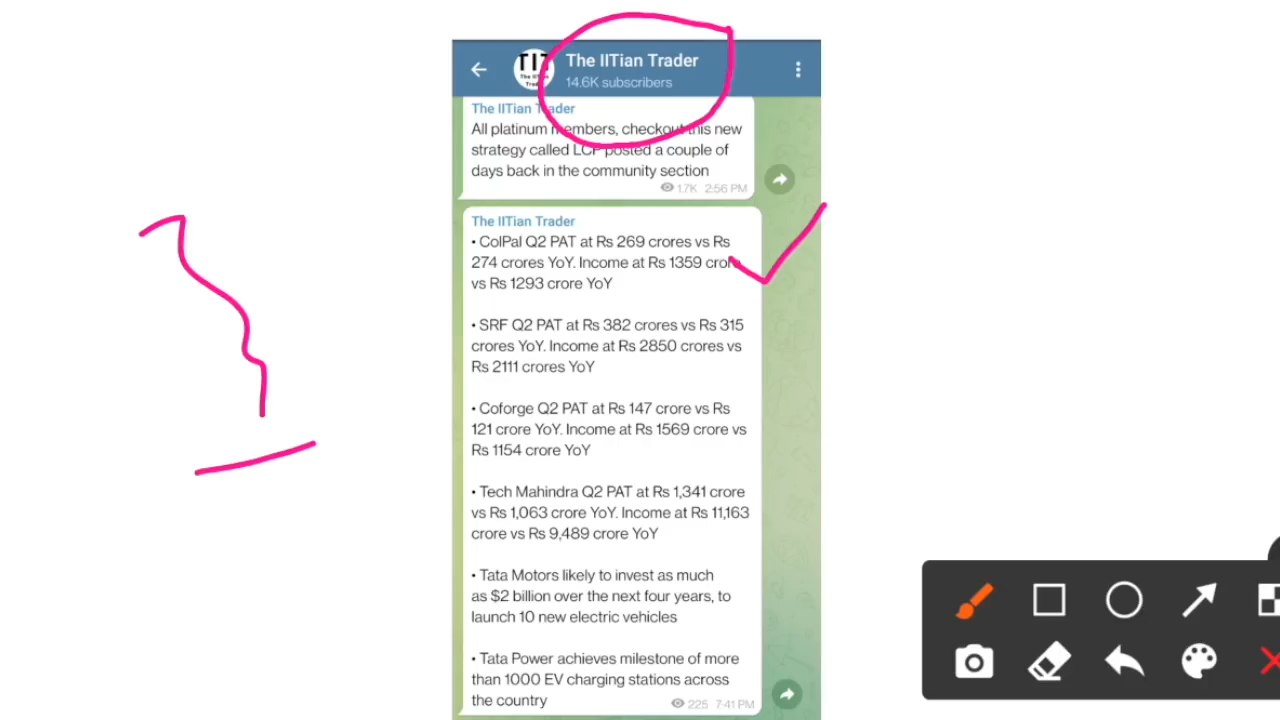 TIT
The IITian
Trader
The IITian Trader
14.6K subscribers
The IITian Trader
All platinum members, checkout this new
strategy called LCP posted a couple of
days back in the community section
1.7K 2:56 PM
The IITian Trader
• ColPal Q2 PAT at Rs 269 crores vs Rs
274 crores YoY. Income at Rs 1359 crore
vs Rs 1293 crore YoY
• SRF Q2 PAT at Rs 382 crores vs Rs 315
crores YoY. Income at Rs 2850 crores vs
Rs 2111 crores YoY
• Coforge Q2 PAT at Rs 147 crore vs Rs
121 crore YoY. Income at Rs 1569 crore vs
Rs 1154 crore YoY
• Tech Mahindra Q2 PAT at Rs 1,341 crore
vs Rs 1,063 crore YoY. Income at Rs 11,163
crore vs Rs 9,489 crore YoY
• Tata Motors likely to invest as much
as $2 billion over the next four years, to
launch 10 new electric vehicles
• Tata Power achieves milestone of more
than 1000 EV charging stations across
the country
225 7:41 PM